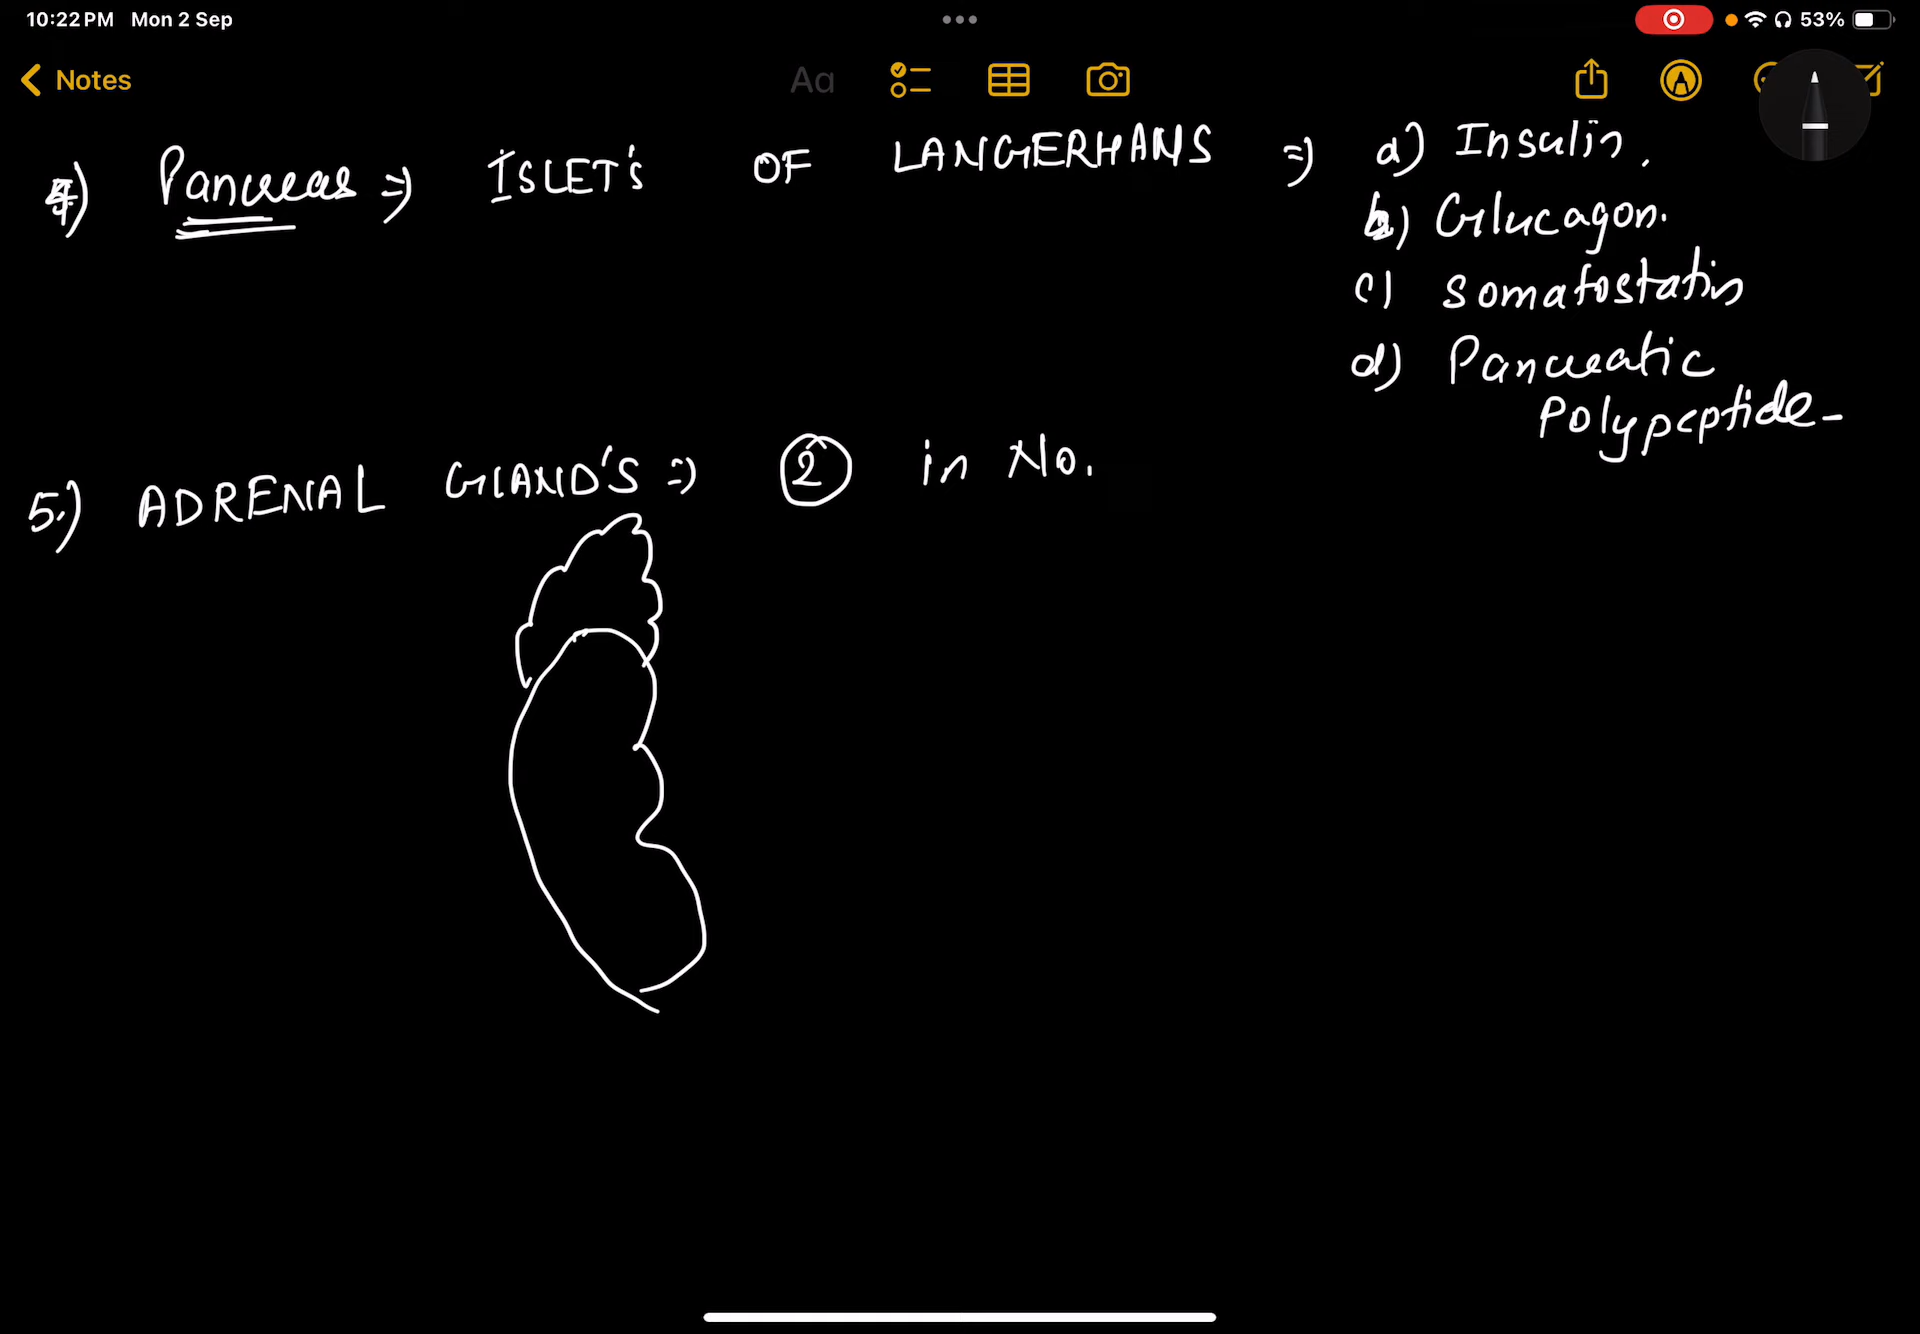 10:22 PM Mon 2 Sep
53%
Notes
Aa
4) Pancreas => ISLET'S OF LANGERHANS => a) Insulin.
b) Glucagon.
c) Somatostatin
d) Pancreatic
Polypeptide-
5.) ADRENAL GLAND'S => 2 in No.